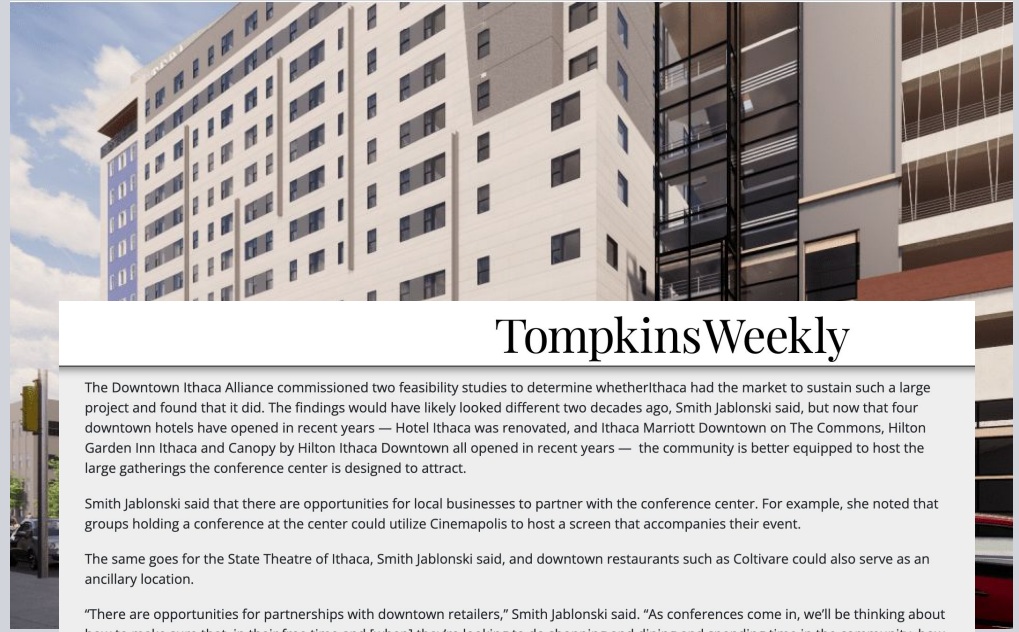 TompkinsWeekly
The Downtown Ithaca Alliance commissioned two feasibility studies to determine whetherIthaca had the market to sustain such a large
project and found that it did. The findings would have likely looked different two decades ago, Smith Jablonski said, but now that four
downtown hotels have opened in recent years — Hotel Ithaca was renovated, and Ithaca Marriott Downtown on The Commons, Hilton
Garden Inn Ithaca and Canopy by Hilton Ithaca Downtown all opened in recent years —  the community is better equipped to host the
large gatherings the conference center is designed to attract.
Smith Jablonski said that there are opportunities for local businesses to partner with the conference center. For example, she noted that
groups holding a conference at the center could utilize Cinemapolis to host a screen that accompanies their event.
The same goes for the State Theatre of Ithaca, Smith Jablonski said, and downtown restaurants such as Coltivare could also serve as an
ancillary location.
“There are opportunities for partnerships with downtown retailers,” Smith Jablonski said. “As conferences come in, we’ll be thinking about